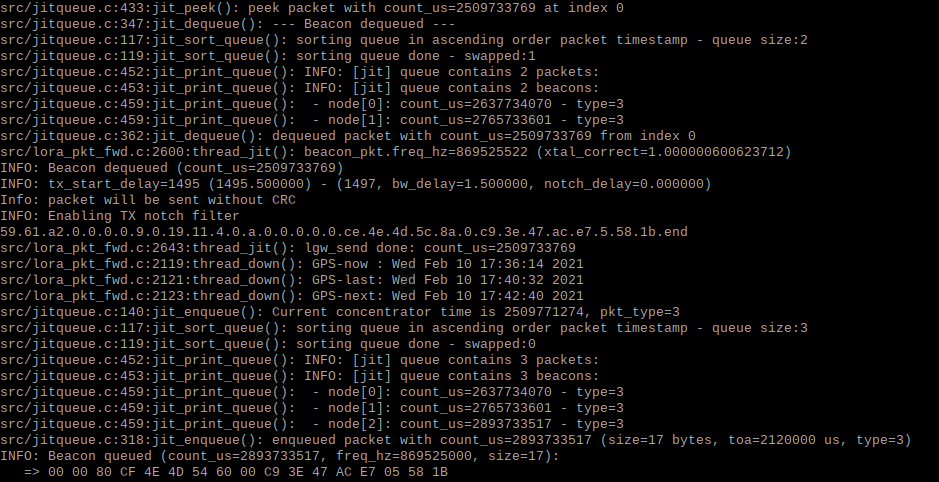 src/jitqueue.c:433:jit_peek(): peek packet with count_us=2509733769 at index 0
src/jitqueue.c:347:jit_dequeue(): --- Beacon dequeued ---
src/jitqueue.c:117:jit_sort_queue(): sorting queue in ascending order packet timestamp - queue size:2
src/jitqueue.c:119:jit_sort_queue(): sorting queue done - swapped:1
src/jitqueue.c:452:jit_print_queue(): INFO: [jit] queue contains 2 packets:
src/jitqueue.c:453:jit_print_queue(): INFO: [jit] queue contains 2 beacons:
src/jitqueue.c:459:jit_print_queue():  - node[0]: count_us=2637734070 - type=3
src/jitqueue.c:459:jit_print_queue():  - node[1]: count_us=2765733601 - type=3
src/jitqueue.c:362:jit_dequeue(): dequeued packet with count_us=2509733769 from index 0
src/lora_pkt_fwd.c:2600:thread_jit(): beacon_pkt.freq_hz=869525522 (xtal_correct=1.000000600623712)
INFO: Beacon dequeued (count_us=2509733769)
INFO: tx_start_delay=1495 (1495.500000) - (1497, bw_delay=1.500000, notch_delay=0.000000)
Info: packet will be sent without CRC
INFO: Enabling TX notch filter
59.61.a2.0.0.0.0.9.0.19.11.4.0.a.0.0.0.0.0.ce.4e.4d.5c.8a.0.c9.3e.47.ac.e7.5.58.1b.end
src/lora_pkt_fwd.c:2643:thread_jit(): lgw_send done: count_us=2509733769
src/lora_pkt_fwd.c:2119:thread_down(): GPS-now : Wed Feb 10 17:36:14 2021
src/lora_pkt_fwd.c:2121:thread_down(): GPS-last: Wed Feb 10 17:40:32 2021
src/lora_pkt_fwd.c:2123:thread_down(): GPS-next: Wed Feb 10 17:42:40 2021
src/jitqueue.c:140:jit_enqueue(): Current concentrator time is 2509771274, pkt_type=3
src/jitqueue.c:117:jit_sort_queue(): sorting queue in ascending order packet timestamp - queue size:3
src/jitqueue.c:119:jit_sort_queue(): sorting queue done - swapped:0
src/jitqueue.c:452:jit_print_queue(): INFO: [jit] queue contains 3 packets:
src/jitqueue.c:453:jit_print_queue(): INFO: [jit] queue contains 3 beacons:
src/jitqueue.c:459:jit_print_queue():  - node[0]: count_us=2637734070 - type=3
src/jitqueue.c:459:jit_print_queue():  - node[1]: count_us=2765733601 - type=3
src/jitqueue.c:459:jit_print_queue():  - node[2]: count_us=2893733517 - type=3
src/jitqueue.c:318:jit_enqueue(): enqueued packet with count_us=2893733517 (size=17 bytes, toa=2120000 us, type=3)
INFO: Beacon queued (count_us=2893733517, freq_hz=869525000, size=17):
   => 00 00 80 CF 4E 4D 54 60 00 C9 3E 47 AC E7 05 58 1B